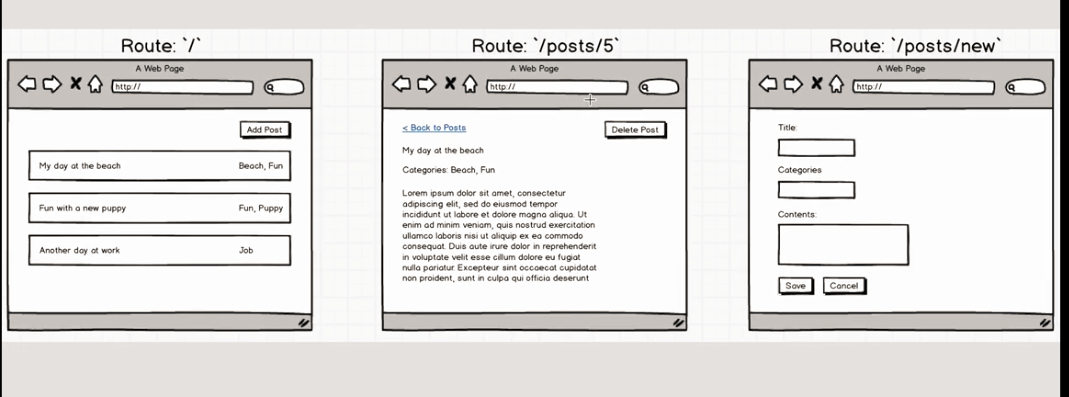 Route: `/`
A Web Page
http://
Add Post
My day at the beach Beach, Fun
Fun with a new puppy Fun, Puppy
Another day at work Job
Route: `/posts/5`
A Web Page
http://
< Back to Posts Delete Post
My day at the beach
Categories: Beach, Fun
Lorem ipsum dolor sit amet, consectetur
adipiscing elit, sed do eiusmod tempor
incididunt ut labore et dolore magna aliqua. Ut
enim ad minim veniam, quis nostrud exercitation
ullamco laboris nisi ut aliquip ex ea commodo
consequat. Duis aute irure dolor in reprehenderit
in voluptate velit esse cillum dolore eu fugiat
nulla pariatur. Excepteur sint occaecat cupidatat
non proident, sunt in culpa qui officia deserunt
Route: `/posts/new`
A Web Page
http://
Title:
Categories
Contents:
Save Cancel